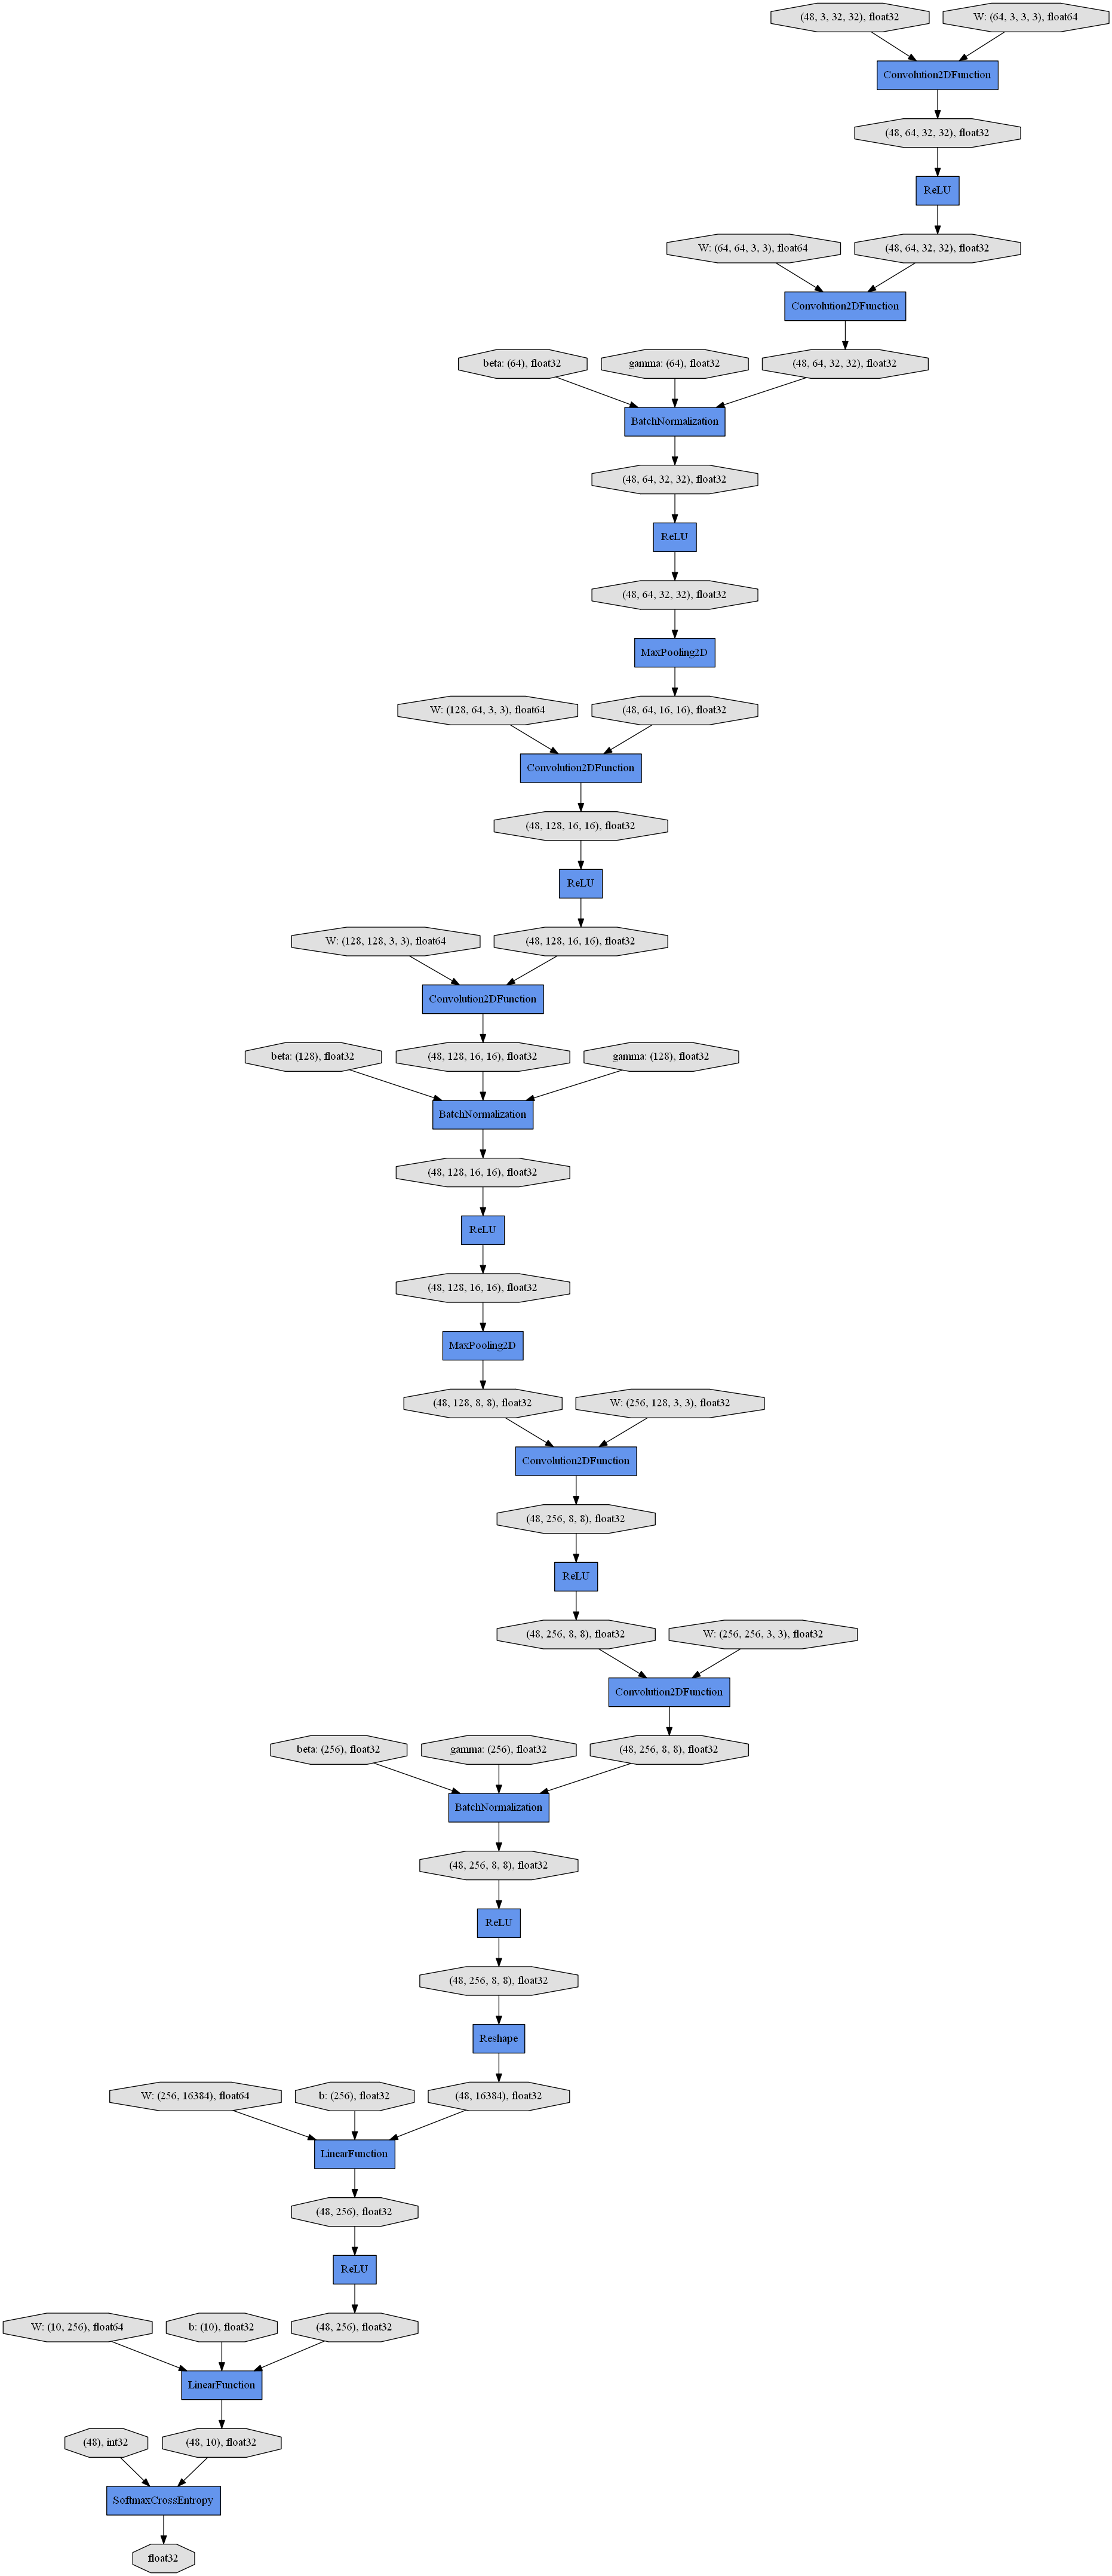 (48, 3, 32, 32), float32
W: (64, 3, 3, 3), float64
Convolution2DFunction
(48, 64, 32, 32), float32
ReLU
W: (64, 64, 3, 3), float64
(48, 64, 32, 32), float32
Convolution2DFunction
beta: (64), float32
gamma: (64), float32
(48, 64, 32, 32), float32
BatchNormalization
(48, 64, 32, 32), float32
ReLU
(48, 64, 32, 32), float32
MaxPooling2D
W: (128, 64, 3, 3), float64
(48, 64, 16, 16), float32
Convolution2DFunction
(48, 128, 16, 16), float32
ReLU
W: (128, 128, 3, 3), float64
(48, 128, 16, 16), float32
Convolution2DFunction
beta: (128), float32
(48, 128, 16, 16), float32
gamma: (128), float32
BatchNormalization
(48, 128, 16, 16), float32
ReLU
(48, 128, 16, 16), float32
MaxPooling2D
(48, 128, 8, 8), float32
W: (256, 128, 3, 3), float32
Convolution2DFunction
(48, 256, 8, 8), float32
ReLU
(48, 256, 8, 8), float32
W: (256, 256, 3, 3), float32
Convolution2DFunction
beta: (256), float32
gamma: (256), float32
(48, 256, 8, 8), float32
BatchNormalization
(48, 256, 8, 8), float32
ReLU
(48, 256, 8, 8), float32
Reshape
W: (256, 16384), float64
b: (256), float32
(48, 16384), float32
LinearFunction
(48, 256), float32
ReLU
W: (10, 256), float64
b: (10), float32
(48, 256), float32
LinearFunction
(48), int32
(48, 10), float32
SoftmaxCrossEntropy
float32